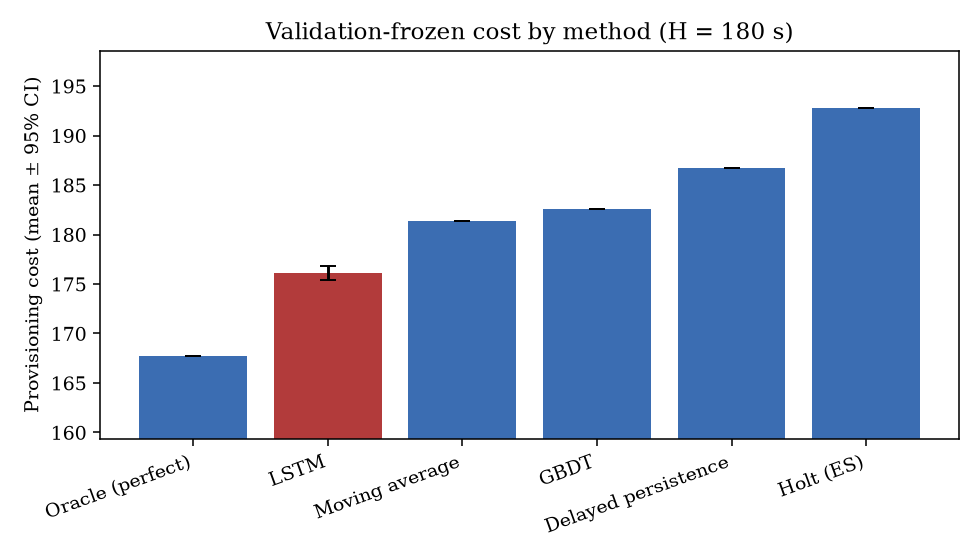 Validation-frozen cost by method (H = 180 s)
Provisioning cost (mean ± 95% CI)
195
190
185
180
175
170
165
160
Oracle (perfect)
LSTM
Moving average
GBDT
Delayed persistence
Holt (ES)